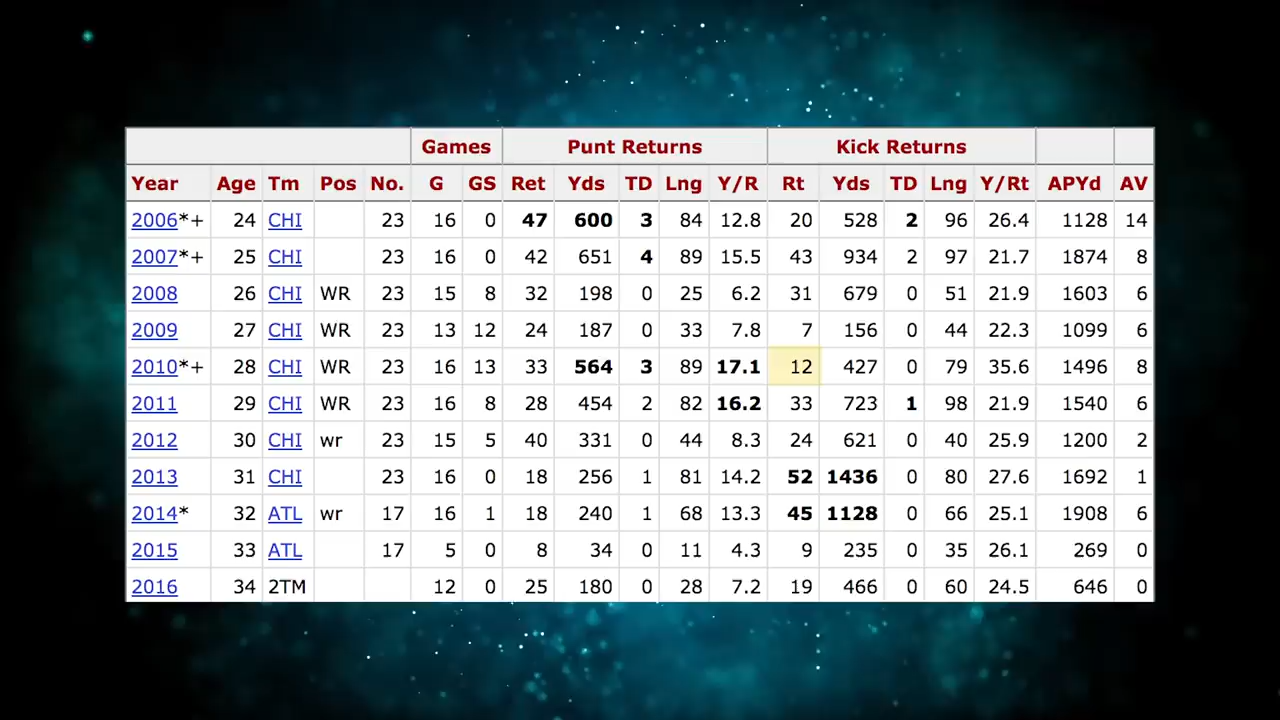 Games Punt Returns Kick Returns
Year Age Tm Pos No. G GS Ret Yds TD Lng Y/R Rt Yds TD Lng Y/Rt APYd AV
2006*+ 24 CHI 23 16 0 47 600 3 84 12.8 20 528 2 96 26.4 1128 14
2007*+ 25 CHI 23 16 0 42 651 4 89 15.5 43 934 2 97 21.7 1874 8
2008 26 CHI WR 23 15 8 32 198 0 25 6.2 31 679 0 51 21.9 1603 6
2009 27 CHI WR 23 13 12 24 187 0 33 7.8 7 156 0 44 22.3 1099 6
2010*+ 28 CHI WR 23 16 13 33 564 3 89 17.1 12 427 0 79 35.6 1496 8
2011 29 CHI WR 23 16 8 28 454 2 82 16.2 33 723 1 98 21.9 1540 6
2012 30 CHI wr 23 15 5 40 331 0 44 8.3 24 621 0 40 25.9 1200 2
2013 31 CHI 23 16 0 18 256 1 81 14.2 52 1436 0 80 27.6 1692 1
2014* 32 ATL wr 17 16 1 18 240 1 68 13.3 45 1128 0 66 25.1 1908 6
2015 33 ATL 17 5 0 8 34 0 11 4.3 9 235 0 35 26.1 269 0
2016 34 2TM 12 0 25 180 0 28 7.2 19 466 0 60 24.5 646 0